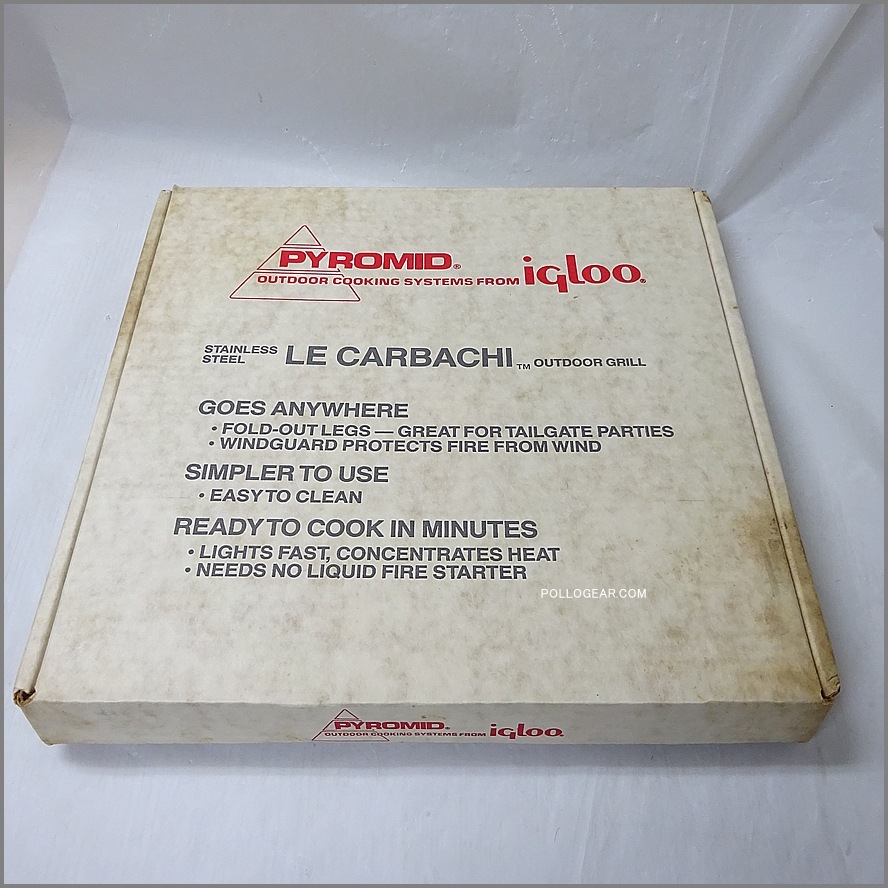 PYROMID®
OUTDOOR COOKING SYSTEMS FROM igloo®
STAINLESS STEEL LE CARBACHI™ OUTDOOR GRILL
GOES ANYWHERE
• FOLD-OUT LEGS — GREAT FOR TAILGATE PARTIES
• WINDGUARD PROTECTS FIRE FROM WIND
SIMPLER TO USE
• EASY TO CLEAN
READY TO COOK IN MINUTES
• LIGHTS FAST, CONCENTRATES HEAT
• NEEDS NO LIQUID FIRE STARTER
POLLOGEAR.COM
PYROMID®
OUTDOOR COOKING SYSTEMS FROM igloo®